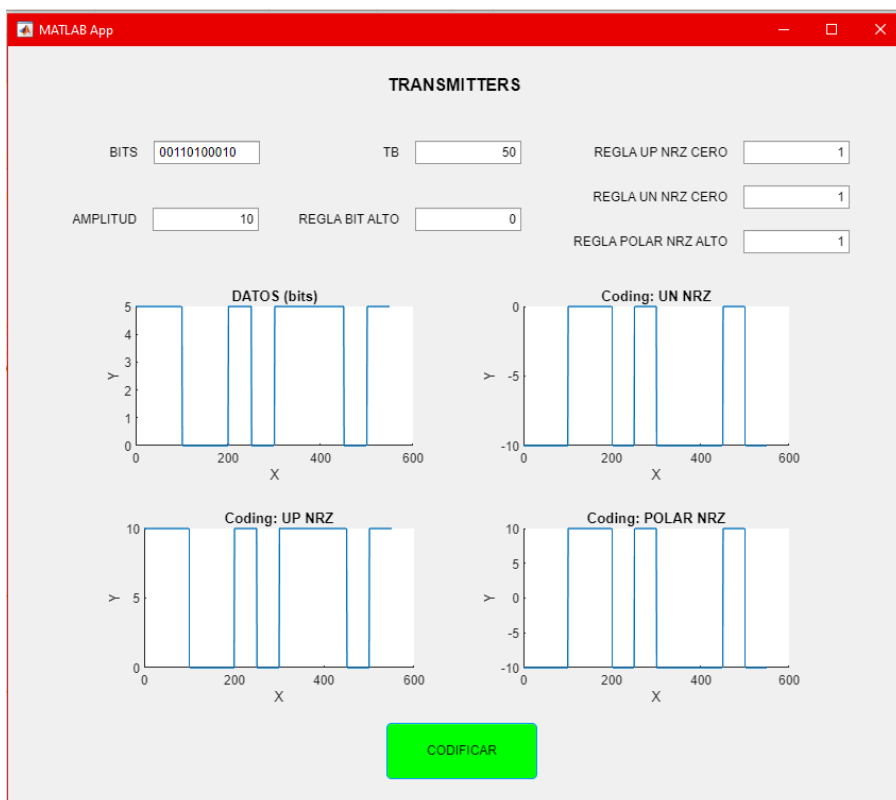 MATLAB App
TRANSMITTERS
BITS 00110100010 TB 50 REGLA UP NRZ CERO 1
REGLA UN NRZ CERO 1
AMPLITUD 10 REGLA BIT ALTO 0
REGLA POLAR NRZ ALTO 1
DATOS (bits)
5
4
3
2
1
0
Y
0 200 400 600
X
Coding: UN NRZ
0
-5
-10
Y
0 200 400 600
X
Coding: UP NRZ
10
5
0
Y
0 200 400 600
X
Coding: POLAR NRZ
10
5
0
-5
-10
Y
0 200 400 600
X
CODIFICAR